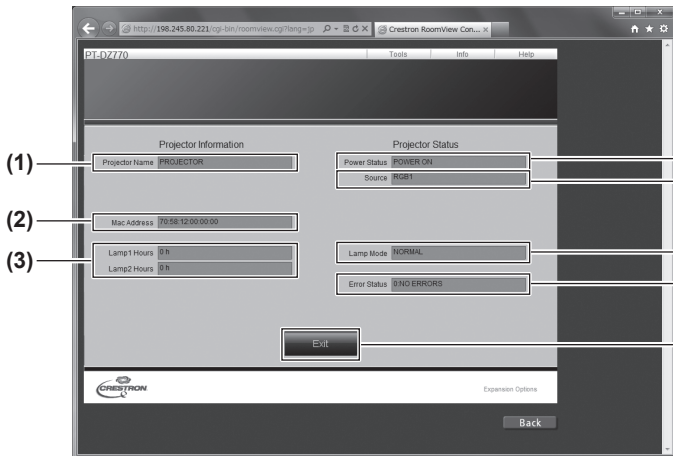 http://198.245.80.221/cgi-bin/roomview.cgi?lang=jp
Crestron RoomView Con...
PT-DZ770
Tools Info Help
Projector Information
Projector Status
(1)
Projector Name PROJECTOR
Power Status POWER ON
Source RGB1
(2)
Mac Address 70:58:12:00:00:00
(3)
Lamp1 Hours 0 h
Lamp2 Hours 0 h
Lamp Mode NORMAL
Error Status 0:NO ERRORS
Exit
CRESTRON
Expansion Options
Back